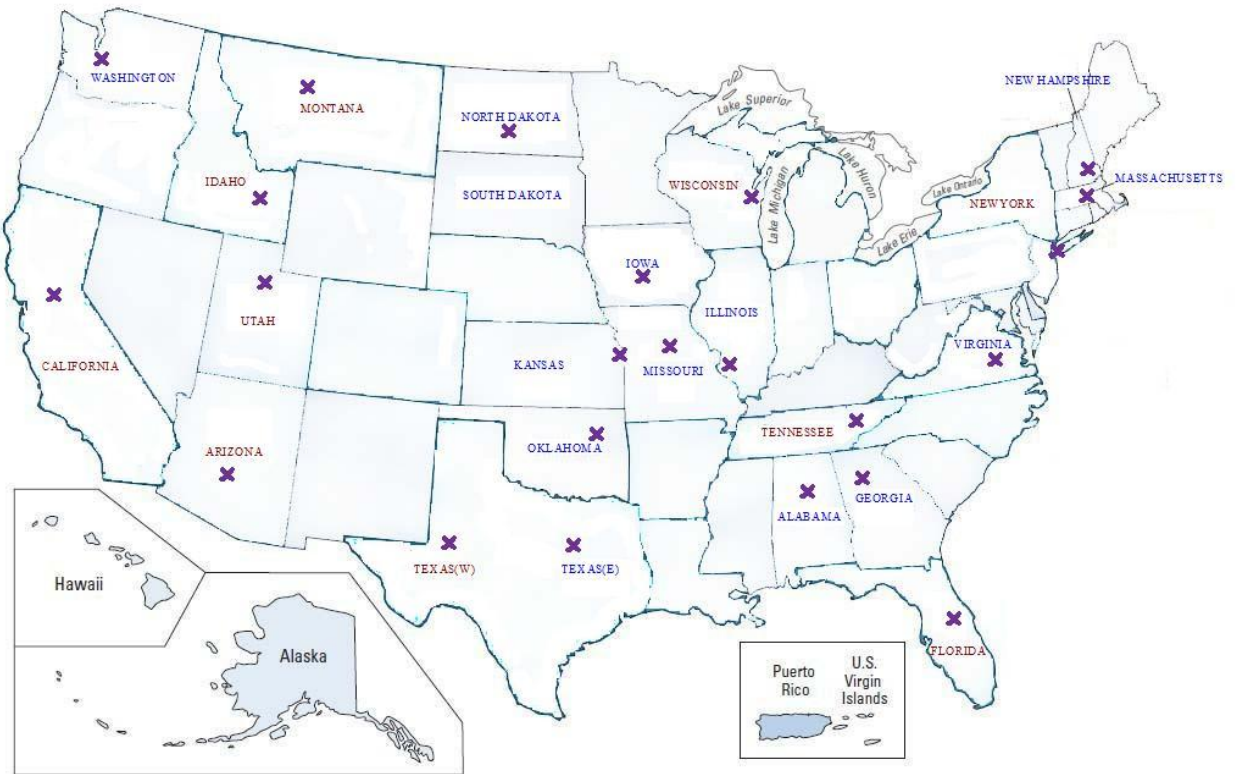 NEW HAMPSHIRE
WASHINGTON
MONTANA
NORTH DAKOTA
Lake Superior
IDAHO
SOUTH DAKOTA
WISCONSIN
Lake Michigan
Lake Huron
Lake Ontario
MASSACHUSETTS
NEWYORK
Lake Erie
IOWA
UTAH
ILLINOIS
CALIFORNIA
KANSAS
MISSOURI
VIRGINIA
ARIZONA
OKLAHOMA
TENNESSEE
GEORGIA
ALABAMA
TEXAS(W)
TEXAS(E)
Hawaii
Alaska
FLORIDA
Puerto
Rico
U.S.
Virgin
Islands